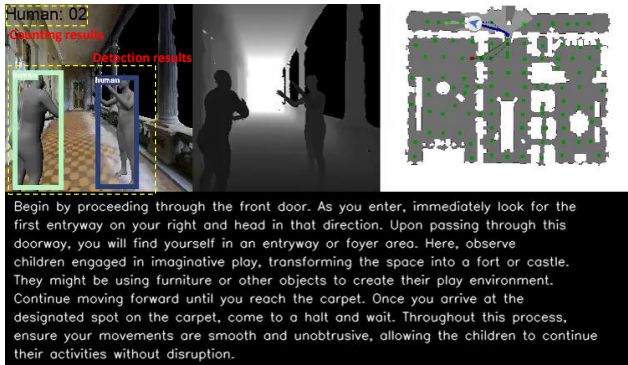 Human: 02
Counting results
Detection results
human
human
Begin by proceeding through the front door. As you enter, immediately look for the
first entryway on your right and head in that direction. Upon passing through this
doorway, you will find yourself in an entryway or foyer area. Here, observe
children engaged in imaginative play, transforming the space into a fort or castle.
They might be using furniture or other objects to create their play environment.
Continue moving forward until you reach the carpet. Once you arrive at the
designated spot on the carpet, come to a halt and wait. Throughout this process,
ensure your movements are smooth and unobtrusive, allowing the children to continue
their activities without disruption.